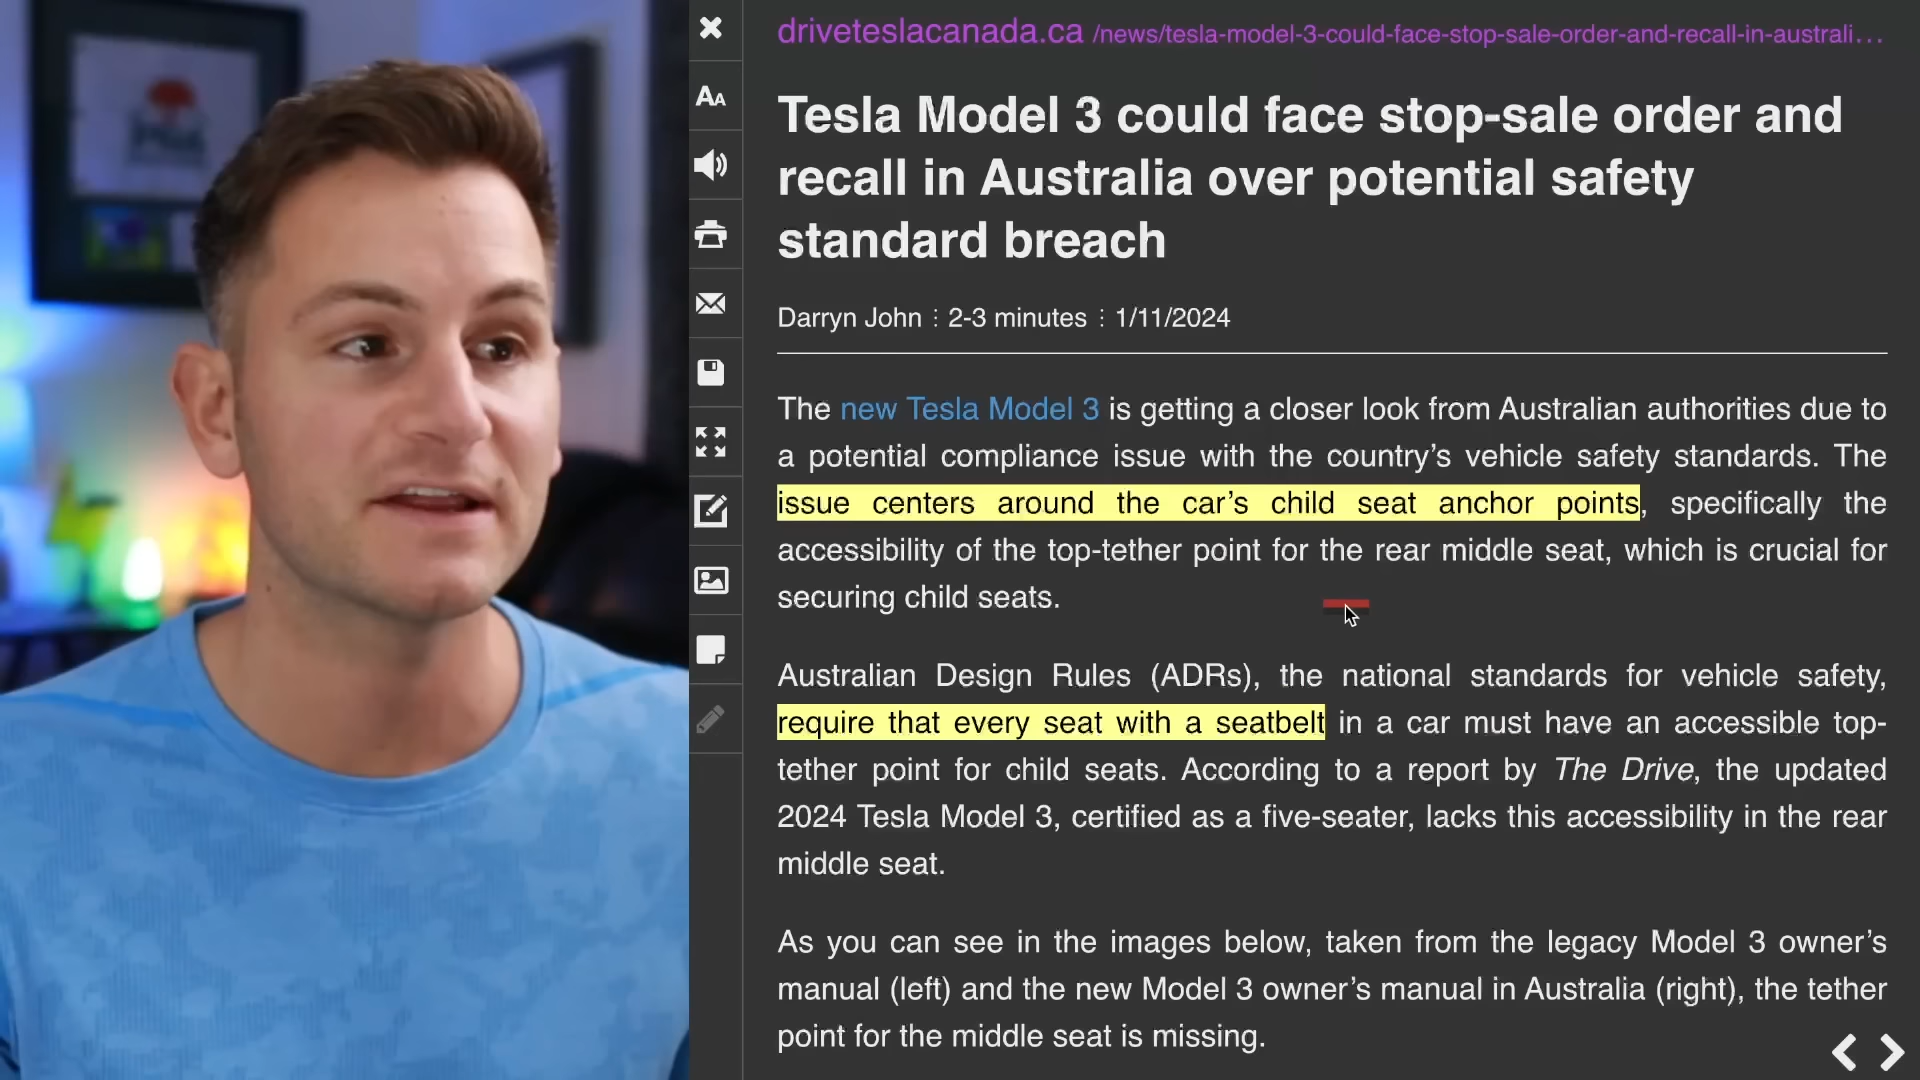 driveteslacanada.ca /news/tesla-model-3-could-face-stop-sale-order-and-recall-in-australi...
AA
Tesla Model 3 could face stop-sale order and
recall in Australia over potential safety
standard breach
Darryn John ⋮ 2-3 minutes ⋮ 1/11/2024
The new Tesla Model 3 is getting a closer look from Australian authorities due to
a potential compliance issue with the country’s vehicle safety standards. The
issue centers around the car’s child seat anchor points, specifically the
accessibility of the top-tether point for the rear middle seat, which is crucial for
securing child seats.
Australian Design Rules (ADRs), the national standards for vehicle safety,
require that every seat with a seatbelt in a car must have an accessible top-
tether point for child seats. According to a report by The Drive, the updated
2024 Tesla Model 3, certified as a five-seater, lacks this accessibility in the rear
middle seat.
As you can see in the images below, taken from the legacy Model 3 owner’s
manual (left) and the new Model 3 owner’s manual in Australia (right), the tether
point for the middle seat is missing.